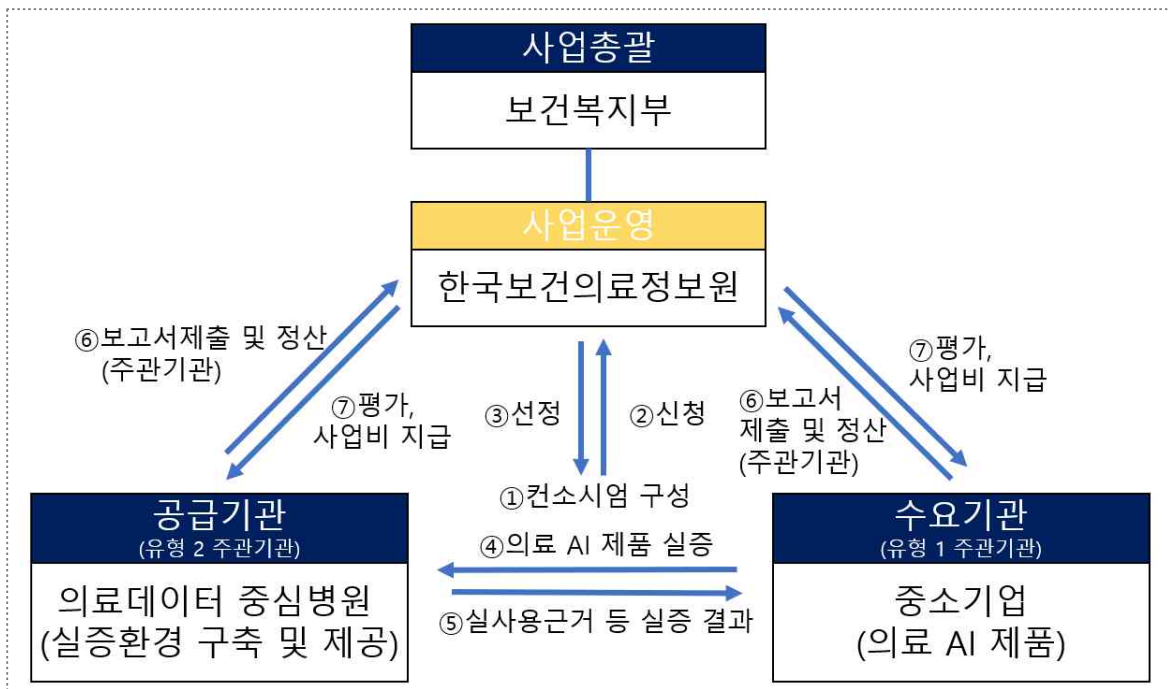 사업총괄
보건복지부
사업운영
한국보건의료정보원
⑥보고서제출 및 정산
(주관기관)
⑦평가,
사업비 지급
③선정
②신청
⑦평가,
사업비 지급
⑥보고서
제출 및 정산
(주관기관)
①컨소시엄 구성
공급기관
(유형 2 주관기관)
의료데이터 중심병원
(실증환경 구축 및 제공)
④의료 AI 제품 실증
⑤실사용근거 등 실증 결과
수요기관
(유형 1 주관기관)
중소기업
(의료 AI 제품)